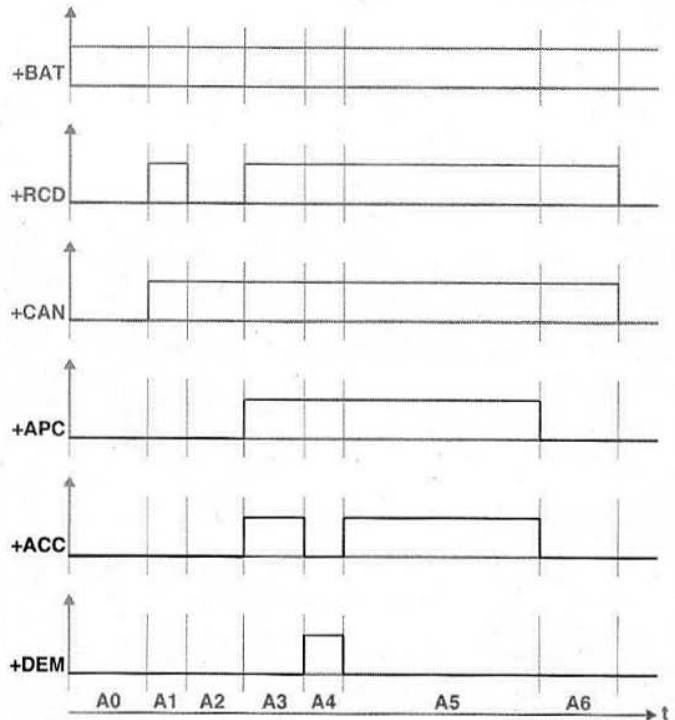 +BAT
+RCD
+CAN
+APC
+ACC
+DEM
A0 A1 A2 A3 A4 A5 A6
t